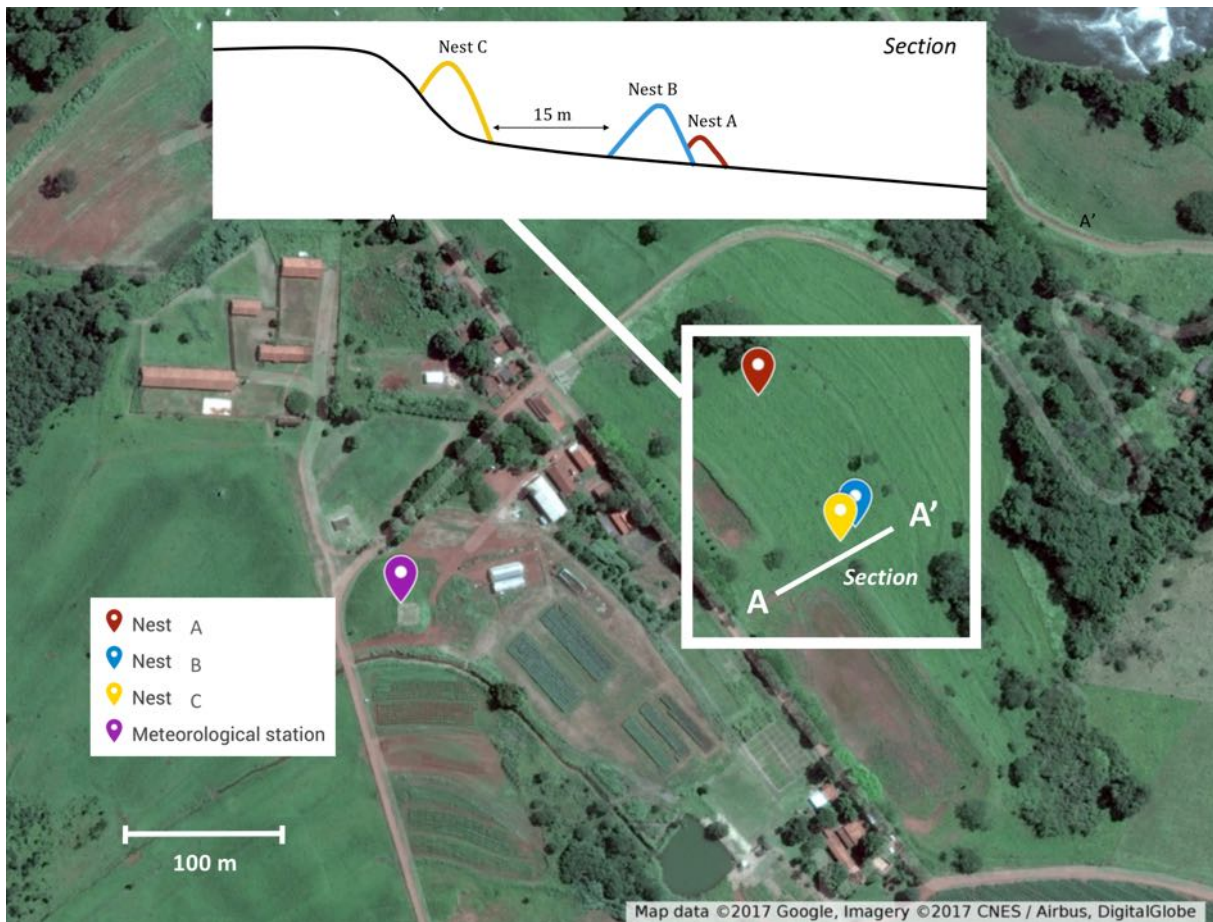 Section
Nest C
Nest B
15 m
Nest A
A
A'
A'
Section
A
Nest A
Nest B
Nest C
Meteorological station
100 m
Map data ©2017 Google, Imagery ©2017 CNES / Airbus, DigitalGlobe